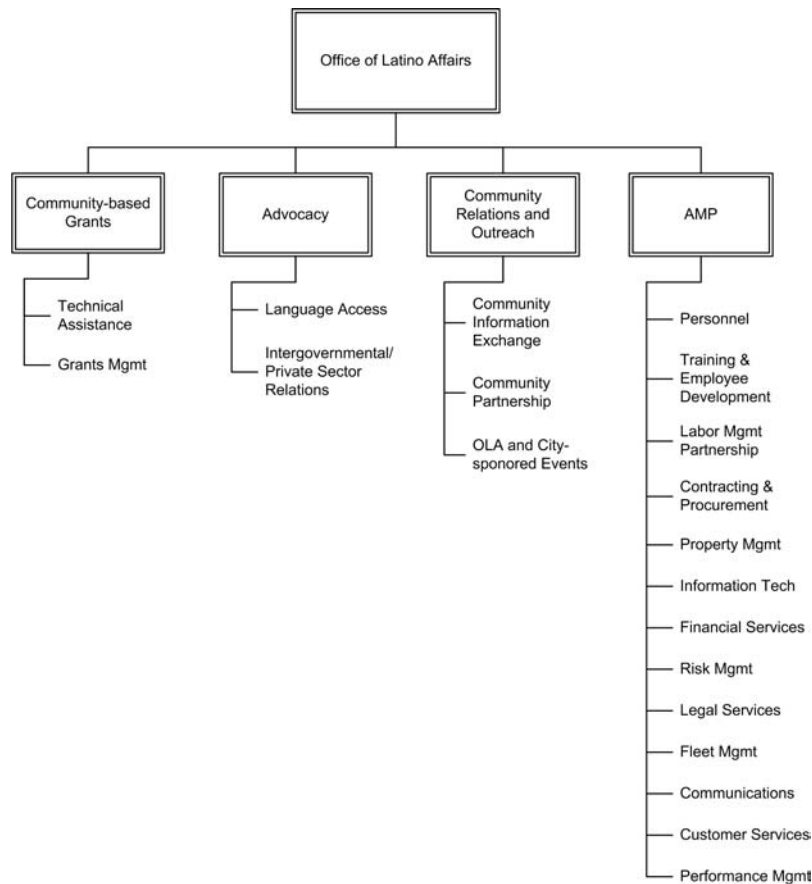 Office of Latino Affairs
Community-based
Grants
Advocacy
Community
Relations and
Outreach
AMP
Technical
Assistance
Grants Mgmt
Language Access
Intergovernmental/
Private Sector
Relations
Community
Information
Exchange
Community
Partnership
OLA and City-
sponored Events
Personnel
Training &
Employee
Development
Labor Mgmt
Partnership
Contracting &
Procurement
Property Mgmt
Information Tech
Financial Services
Risk Mgmt
Legal Services
Fleet Mgmt
Communications
Customer Services
Performance Mgmt